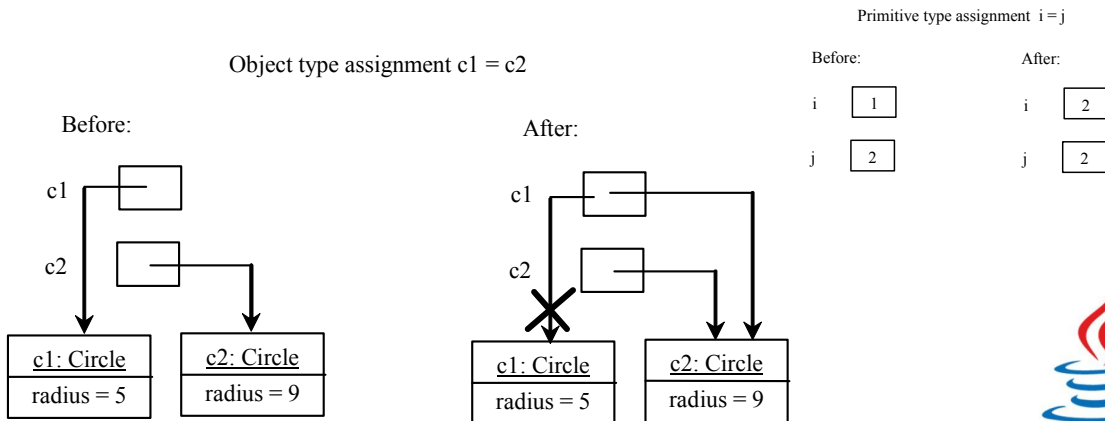 Primitive type assignment i = j
Object type assignment c1 = c2
Before:
After:
i
1
i
2
j
2
j
2
Before:
c1
c2
c1: Circle
radius = 5
c2: Circle
radius = 9
After:
c1
c2
c1: Circle
radius = 5
c2: Circle
radius = 9